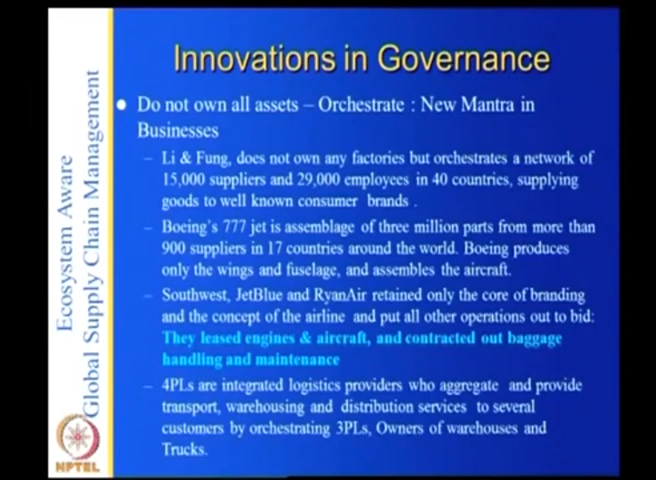 Innovations in Governance
Do not own all assets – Orchestrate : New Mantra in
Businesses
– Li & Fung, does not own any factories but orchestrates a network of
15,000 suppliers and 29,000 employees in 40 countries, supplying
goods to well known consumer brands .
– Boeing's 777 jet is assemblage of three million parts from more than
900 suppliers in 17 countries around the world. Boeing produces
only the wings and fuselage, and assembles the aircraft.
– Southwest, JetBlue and RyanAir retained only the core of branding
and the concept of the airline and put all other operations out to bid:
They leased engines & aircraft, and contracted out baggage
handling and maintenance
– 4PLs are integrated logistics providers who aggregate and provide
transport, warehousing and distribution services to several
customers by orchestrating 3PLs, Owners of warehouses and
Trucks.
Ecosystem Aware
Global Supply Chain Management
NPTEL